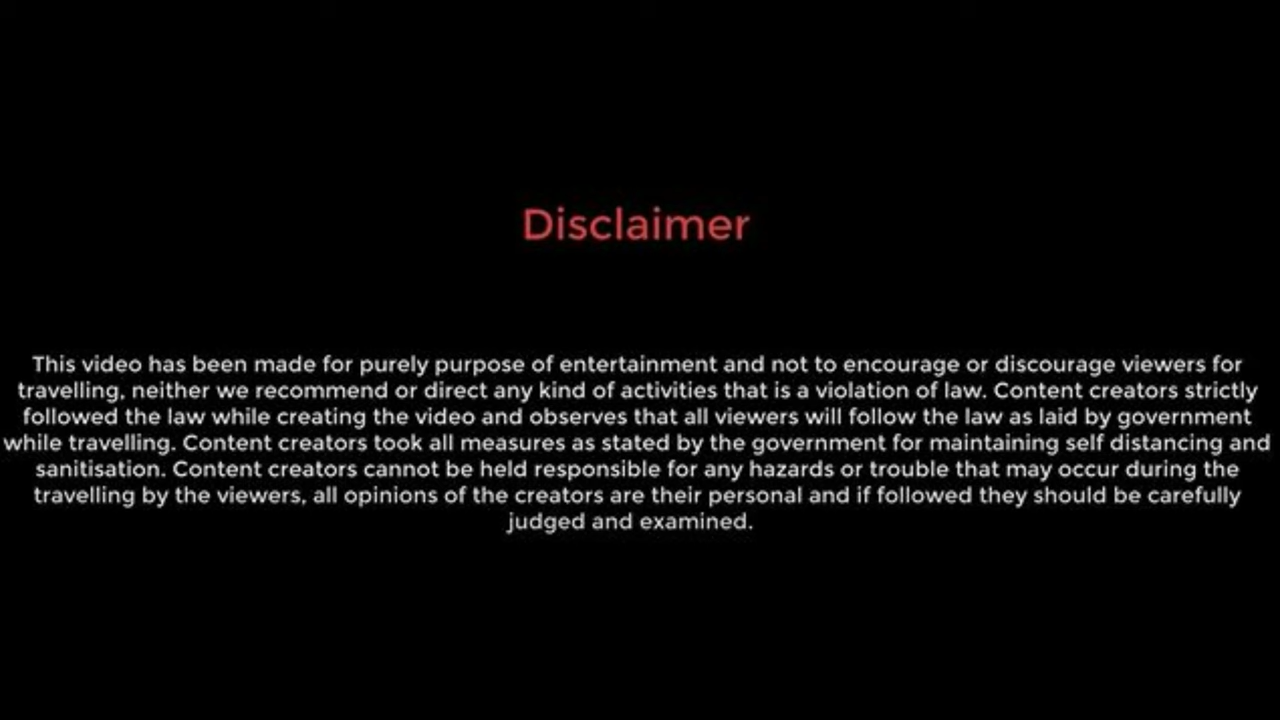 Disclaimer
This video has been made for purely purpose of entertainment and not to encourage or discourage viewers for
travelling, neither we recommend or direct any kind of activities that is a violation of law. Content creators strictly
followed the law while creating the video and observes that all viewers will follow the law as laid by government
while travelling. Content creators took all measures as stated by the government for maintaining self distancing and
sanitisation. Content creators cannot be held responsible for any hazards or trouble that may occur during the
travelling by the viewers, all opinions of the creators are their personal and if followed they should be carefully
judged and examined.